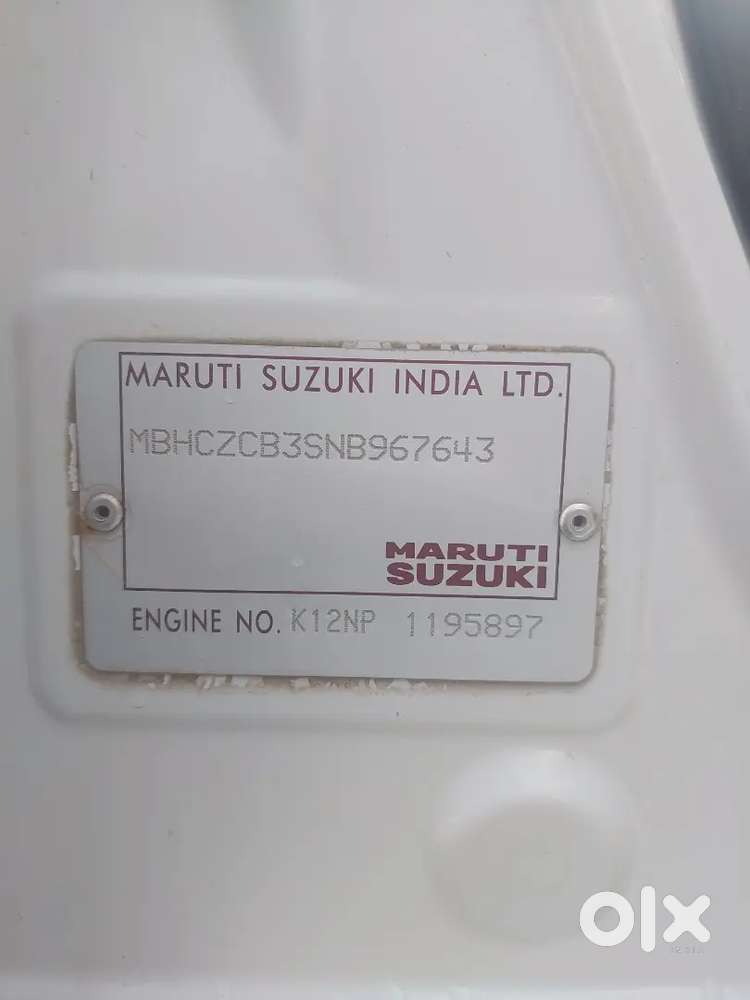 MARUTI SUZUKI INDIA LTD.
MBHCZCB3SNB967643
MARUTI
SUZUKI
ENGINE NO. K12NP 1195897
olx